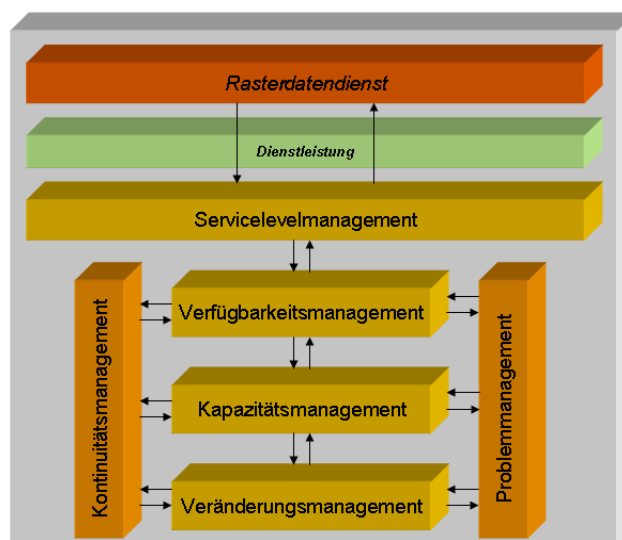 Rasterdatendienst
Dienstleistung
Servicelevelmanagement
Kontinuitätsmanagement
Verfügbarkeitsmanagement
Kapazitätsmanagement
Veränderungsmanagement
Problemmanagement